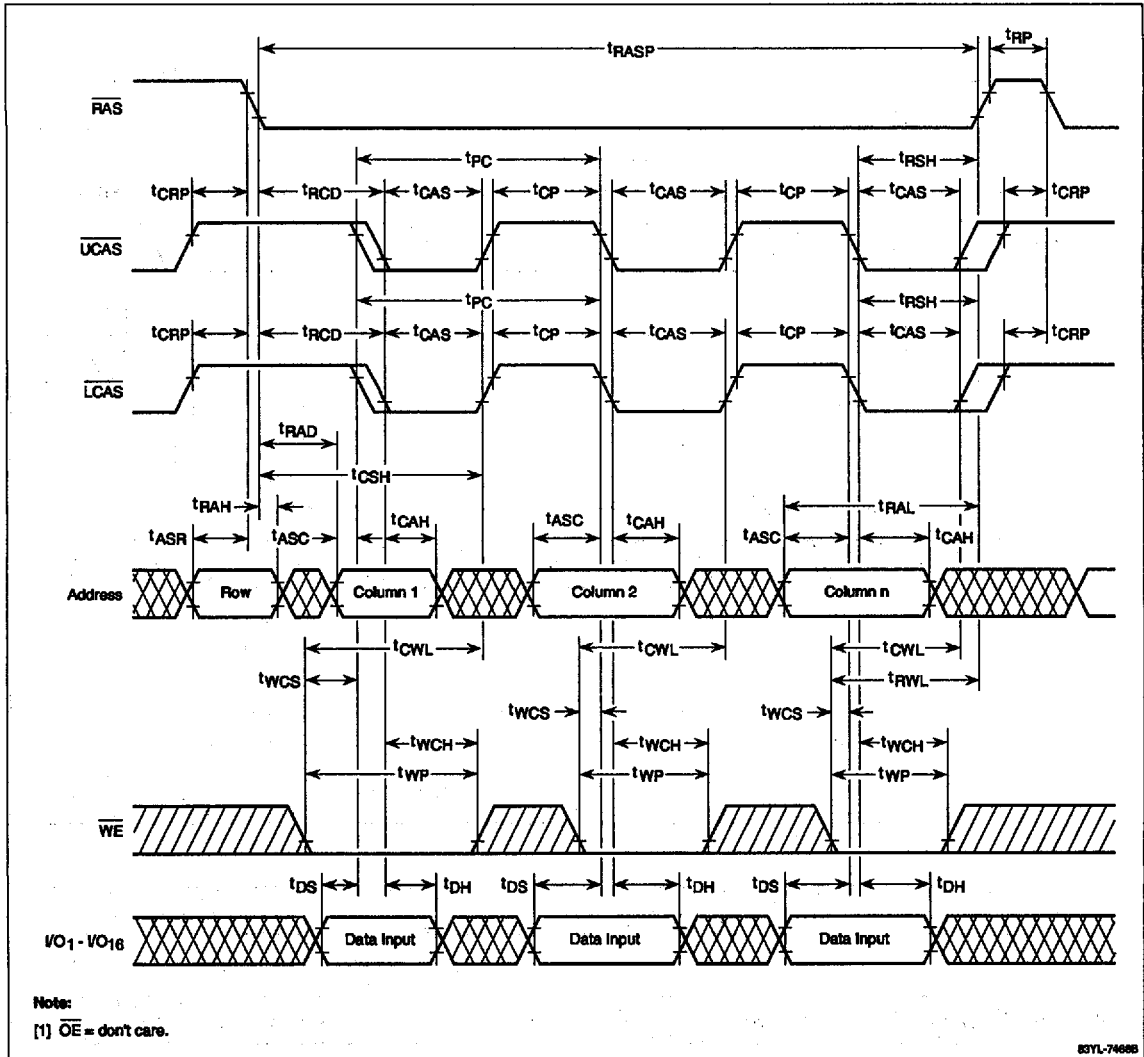 tRASP tRP
RAS
tPC tRSH
tCRP tRCD tCAS tCP tCAS tCP tCAS tCRP
UCAS
tPC tRSH
tCRP tRCD tCAS tCP tCAS tCP tCAS tCRP
LCAS
tRAD
tCSH
tRAH tRAL
tASR tASC tCAH tASC tCAH tASC tCAH
Address Row Column 1 Column 2 Column n
tCWL tCWL tCWL
tWCS tRWL
tWCS tWCS
tWCH tWCH tWCH
tWP tWP tWP
WE
tDS tDH tDS tDH tDS tDH
I/O1 - I/O16 Data Input Data Input Data Input
Note:
[1] OE = don't care.
83YL-7468B